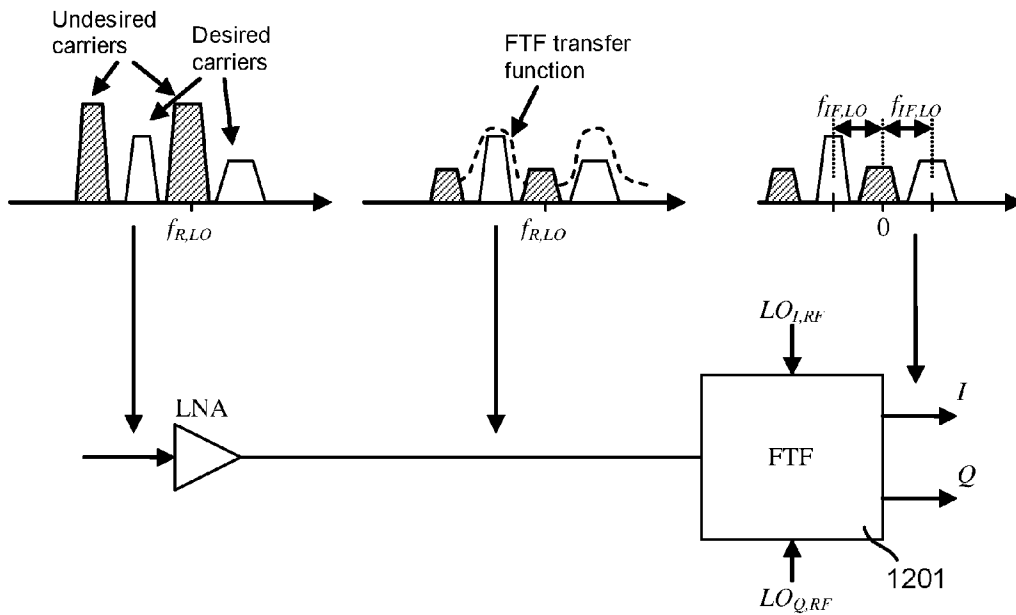 Undesired
carriers
Desired
carriers
FTF transfer
function
f_{IF,LO} f_{IF,LO}
f_{R,LO}
f_{R,LO}
0
LO_{I,RF}
LNA
I
FTF
Q
1201
LO_{Q,RF}